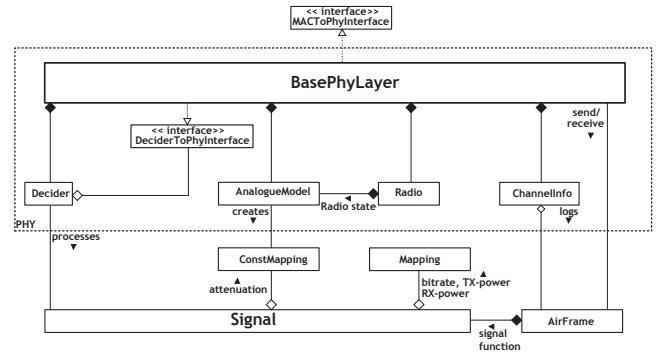 << interface>>
MACToPhyInterface
BasePhyLayer
send/
receive
<< interface>>
DeciderToPhyInterface
Decider
AnalogueModel
Radio
ChannelInfo
creates
Radio state
logs
PHY
processes
ConstMapping
Mapping
attenuation
bitrate, TX-power
RX-power
Signal
AirFrame
signal
function